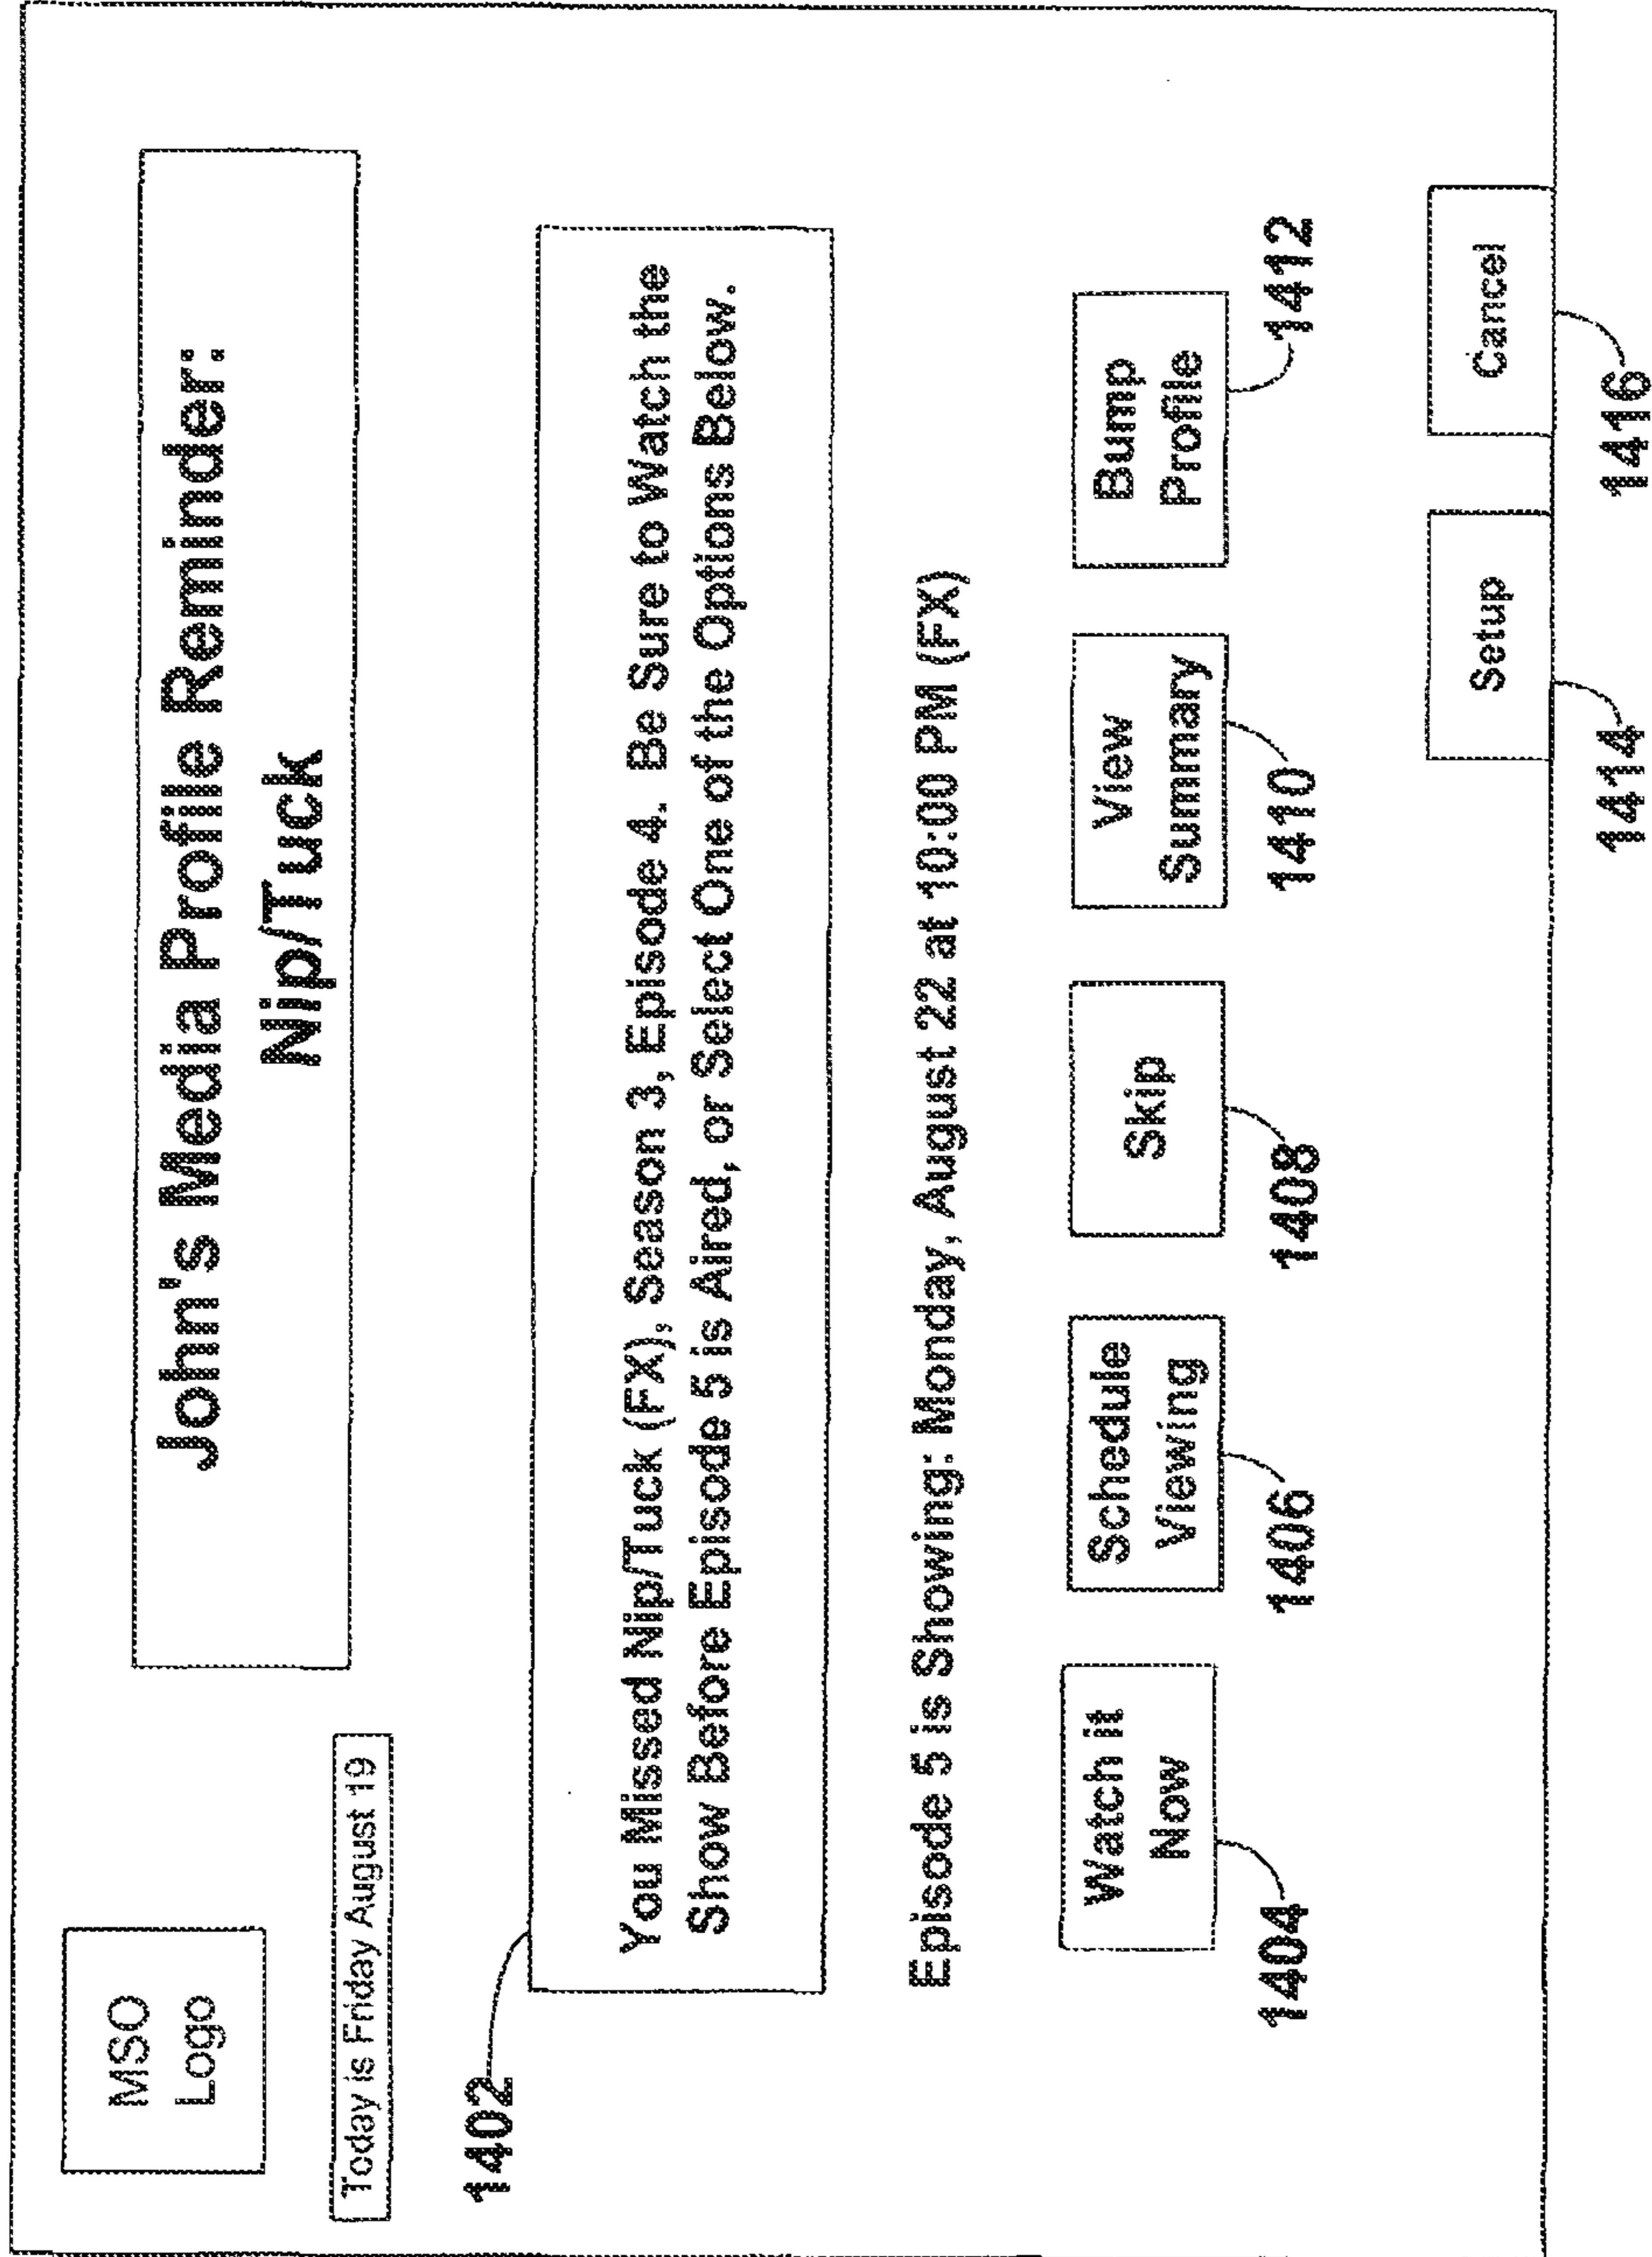 MSO
Logo
John's Media Profile Reminder:
Nip/Tuck
Today is Friday August 19
1402
You Missed Nip/Tuck (FX), Season 3, Episode 4. Be Sure to Watch the
Show Before Episode 5 is Aired, or Select One of the Options Below.
Episode 5 is Showing: Monday, August 22 at 10:00 PM (FX)
Watch it
Now
Schedule
Viewing
Skip
View
Summary
Bump
Profile
1404
1406
1408
1410
1412
Setup
Cancel
1414
1416